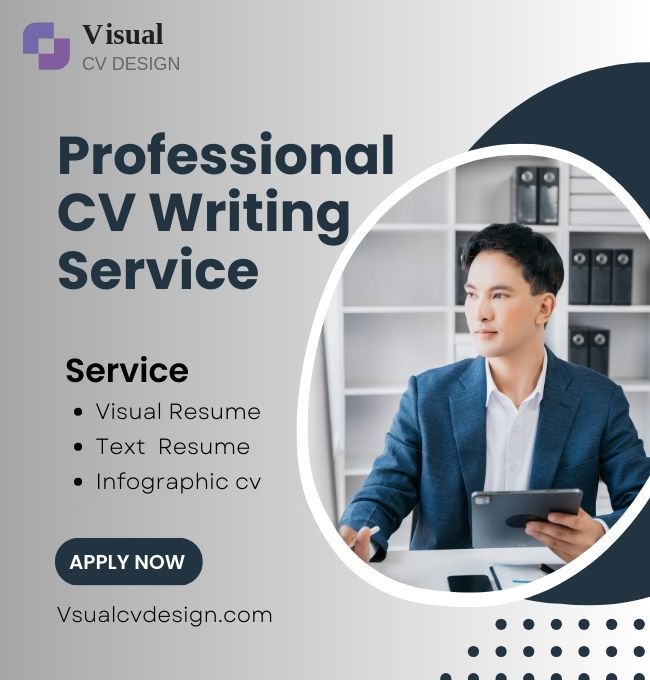 Visual
CV DESIGN
Professional
CV Writing
Service
Service
Visual Resume
Text  Resume
Infographic cv
APPLY NOW
Vsualcvdesign.com